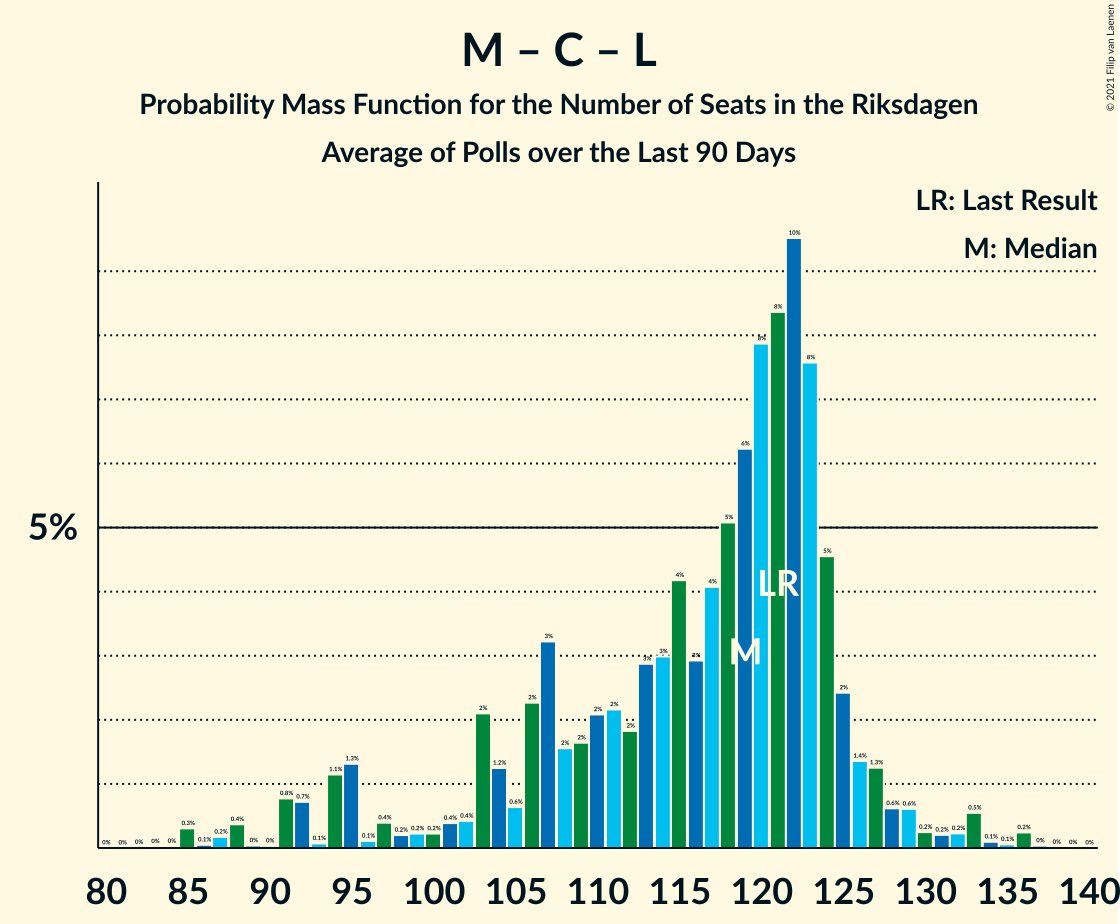 © 2021 Filip van Laenen
M – C – L
Probability Mass Function for the Number of Seats in the Riksdagen
Average of Polls over the Last 90 Days
LR: Last Result
M: Median
5%
0% 0% 0% 0% 0% 0.3% 0.1% 0.2% 0.4% 0% 0% 0.8% 0.7% 0.1% 1.1% 1.3% 0.1% 0.4% 0.2% 0.2% 0.2% 0.4% 0.4% 2% 1.2% 0.6% 2% 3% 2% 2% 2% 2% 2% 3% 3% 4% 3% 4% 5% 6% 8% 8% 10% 8% 5% 2% 1.4% 1.3% 0.6% 0.6% 0.2% 0.2% 0.2% 0.5% 0.1% 0.1% 0.2% 0% 0% 0% 0%
LR
M
80 85 90 95 100 105 110 115 120 125 130 135 140